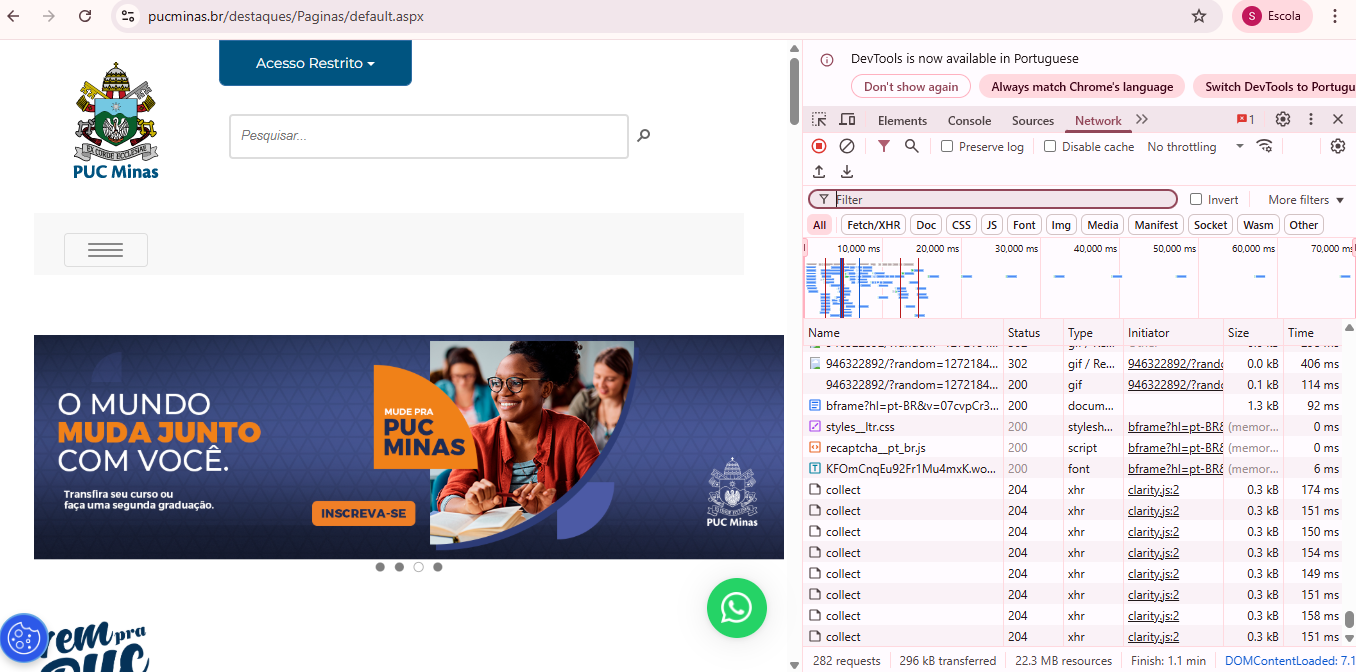 pucminas.br/destaques/Paginas/default.aspx
S
Escola
Acesso Restrito
EX CORDE ECCLESIAE
PUC Minas
Pesquisar...
O MUNDO
MUDA JUNTO
COM VOCÊ.
Transfira seu curso ou
faça uma segunda graduação.
INSCREVA-SE
MUDE PRA
PUC
MINAS
PUC Minas
vem pra
PUC
DevTools is now available in Portuguese
Don't show again
Always match Chrome's language
Switch DevTools to Portugu
Elements Console Sources Network 1
Preserve log Disable cache No throttling
Filter Invert More filters
All Fetch/XHR Doc CSS JS Font Img Media Manifest Socket Wasm Other
10,000 ms 20,000 ms 30,000 ms 40,000 ms 50,000 ms 60,000 ms 70,000 ms
Name Status Type Initiator Size Time
946322892/?random=1272184... 302 gif / Re... 946322892/?rand 0.0 kB 406 ms
946322892/?random=1272184... 200 gif 946322892/?rand 0.1 kB 114 ms
bframe?hl=pt-BR&v=07cvpCr3... 200 docum... 1.3 kB 92 ms
styles__ltr.css 200 stylesh... bframe?hl=pt-BR& (memor... 0 ms
recaptcha__pt_br.js 200 script bframe?hl=pt-BR& (memor... 0 ms
KFOmCnqEu92Fr1Mu4mxK.wo... 200 font bframe?hl=pt-BR& (memor... 6 ms
collect 204 xhr clarity.js:2 0.3 kB 174 ms
collect 204 xhr clarity.js:2 0.3 kB 151 ms
collect 204 xhr clarity.js:2 0.3 kB 150 ms
collect 204 xhr clarity.js:2 0.3 kB 154 ms
collect 204 xhr clarity.js:2 0.3 kB 149 ms
collect 204 xhr clarity.js:2 0.3 kB 151 ms
collect 204 xhr clarity.js:2 0.3 kB 158 ms
collect 204 xhr clarity.js:2 0.3 kB 151 ms
282 requests 296 kB transferred 22.3 MB resources Finish: 1.1 min DOMContentLoaded: 7.1